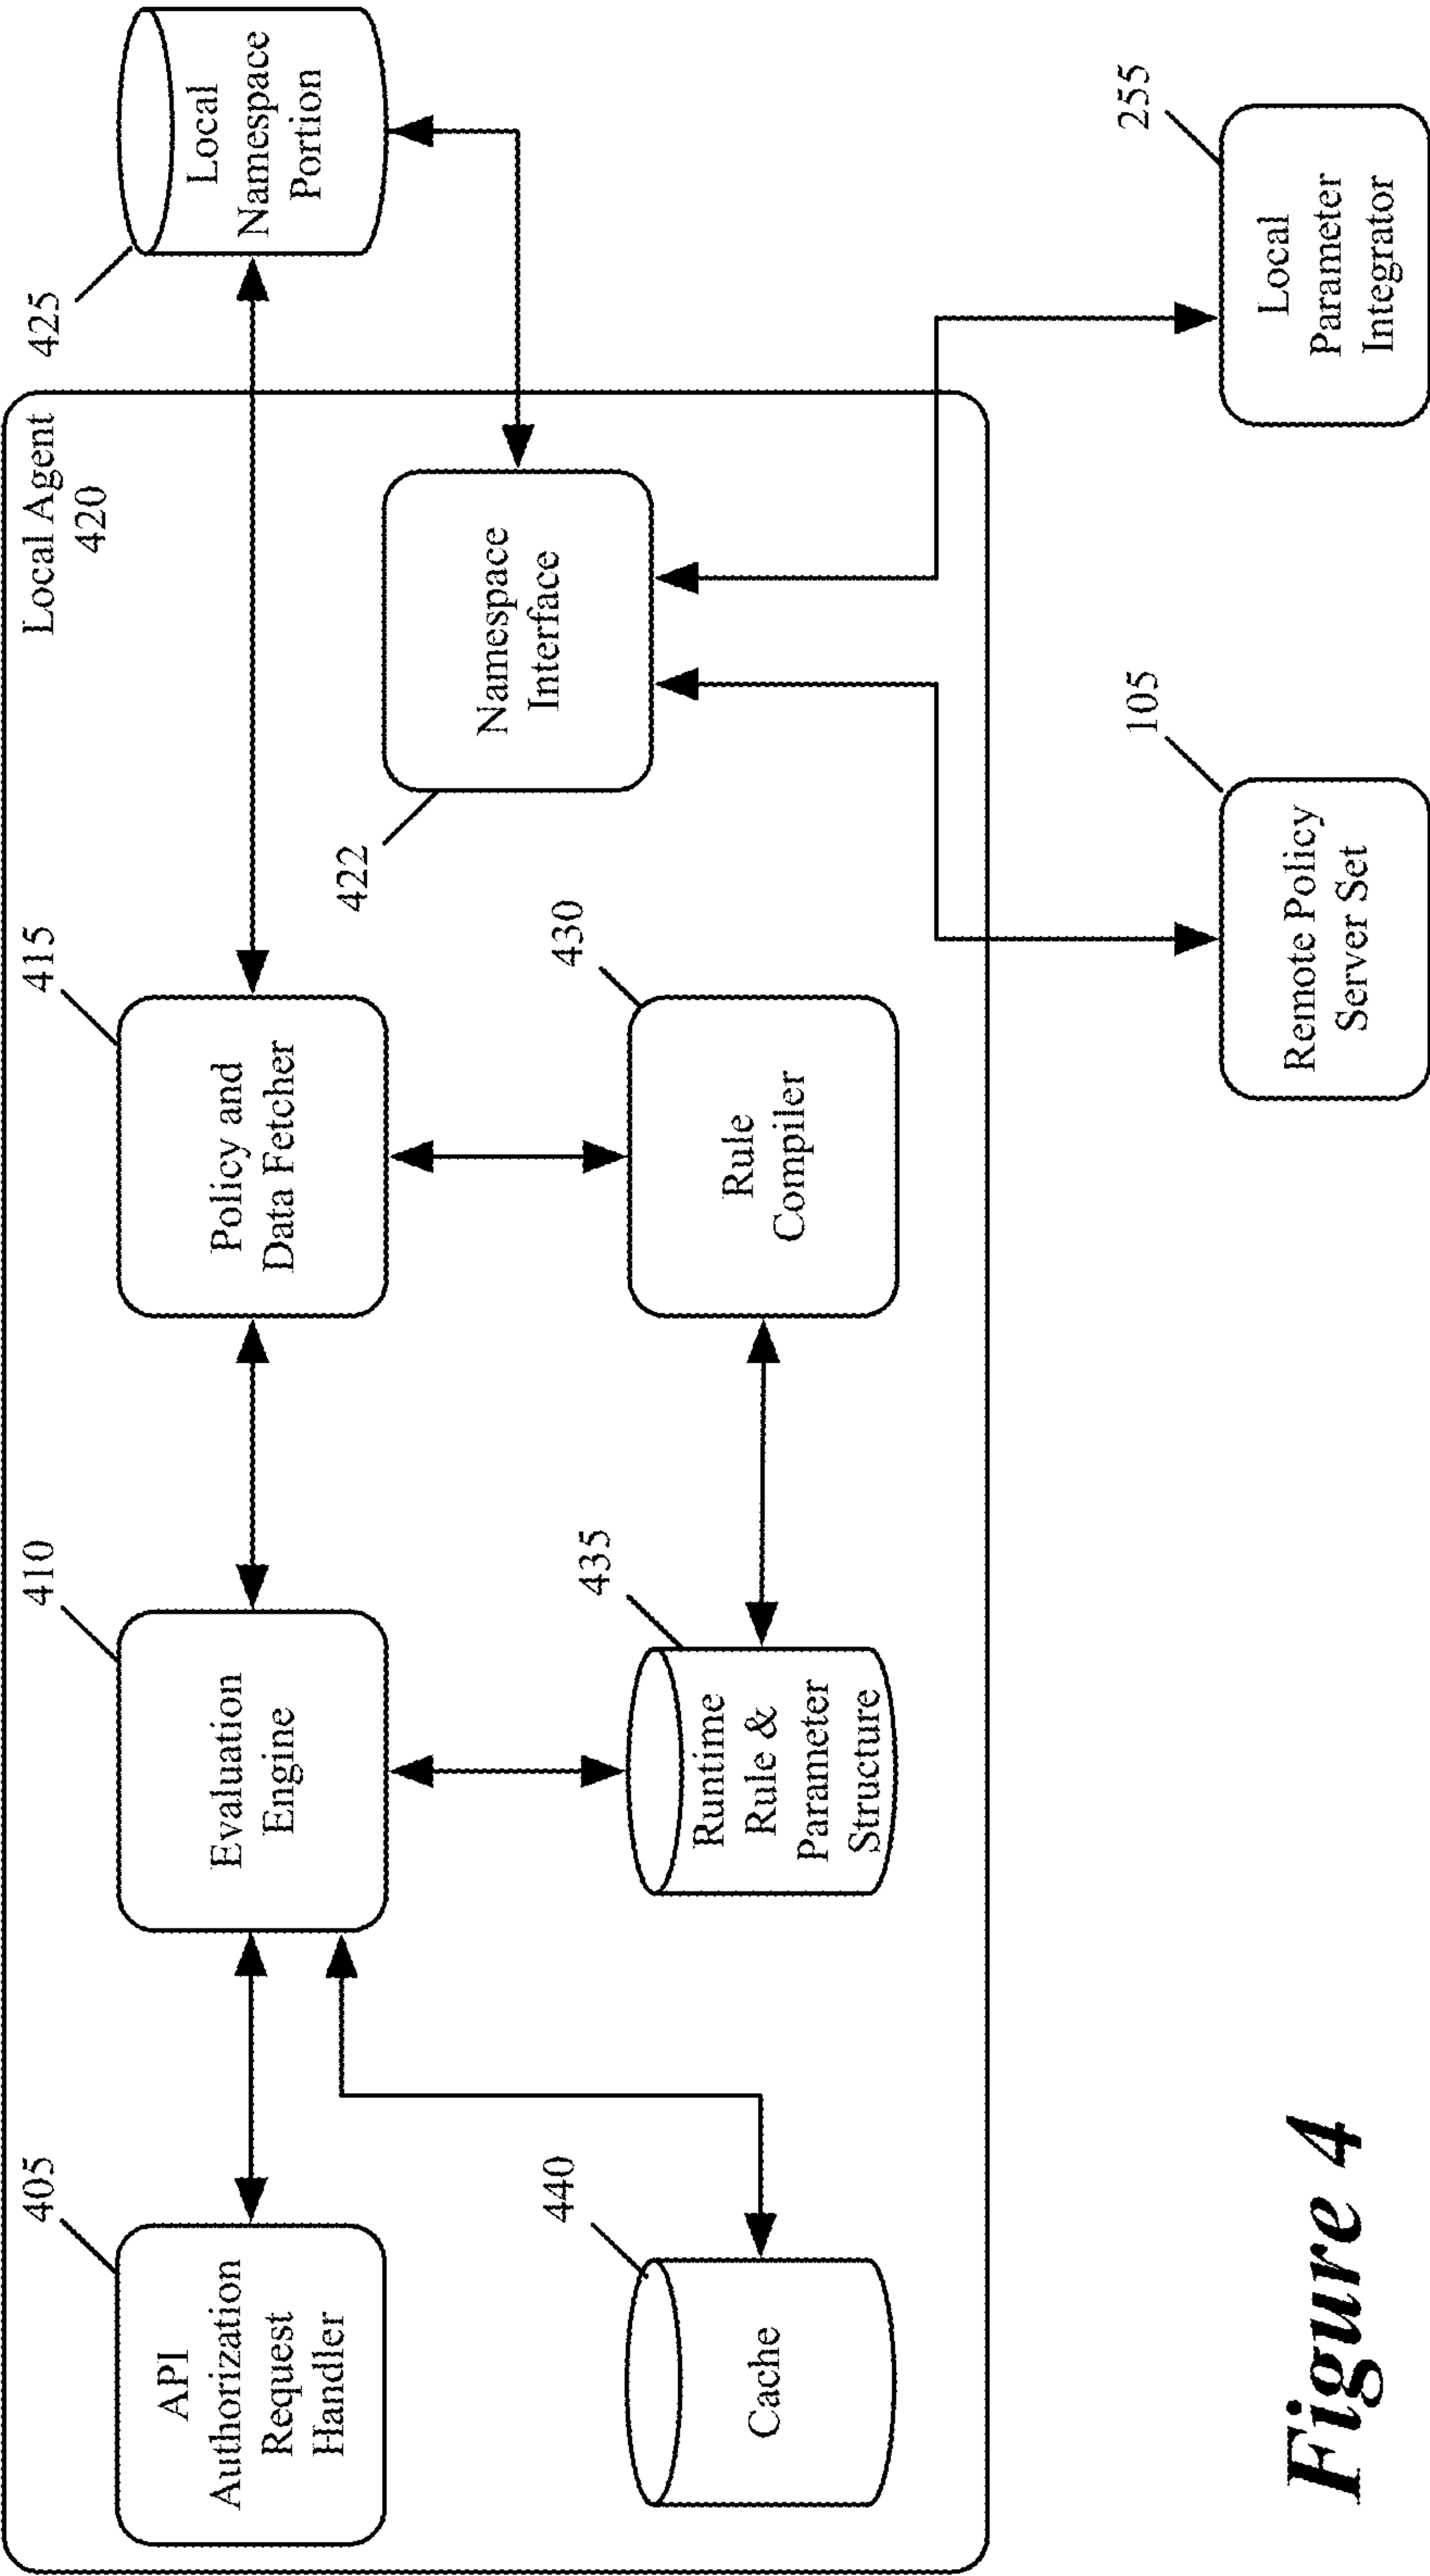 Local Agent
420
405
API
Authorization
Request
Handler
410
Evaluation
Engine
415
Policy and
Data Fetcher
425
Local
Namespace
Portion
440
Cache
435
Runtime
Rule &
Parameter
Structure
430
Rule
Compiler
422
Namespace
Interface
105
Remote Policy
Server Set
255
Local
Parameter
Integrator
Figure 4